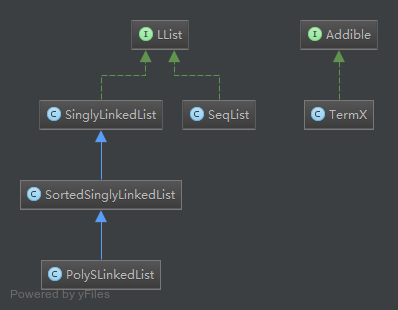 I LList
I Addible
C SinglyLinkedList
C SeqList
C TermX
C SortedSinglyLinkedList
C PolySLinkedList
Powered by yFiles